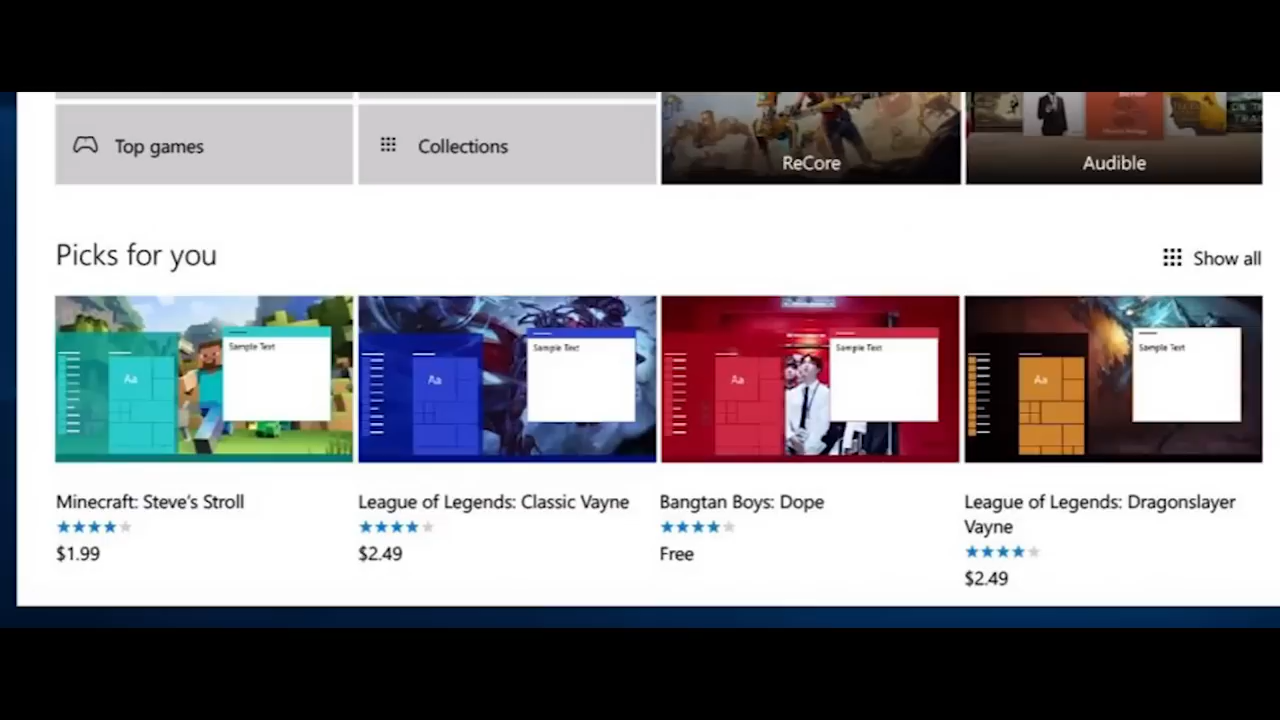 Top games
Collections
ReCore
Audible
Picks for you
Show all
Sample Text
Aa
Sample Text
Aa
Sample Text
Aa
Sample Text
Aa
Minecraft: Steve's Stroll
$1.99
League of Legends: Classic Vayne
$2.49
Bangtan Boys: Dope
Free
League of Legends: Dragonslayer
Vayne
$2.49